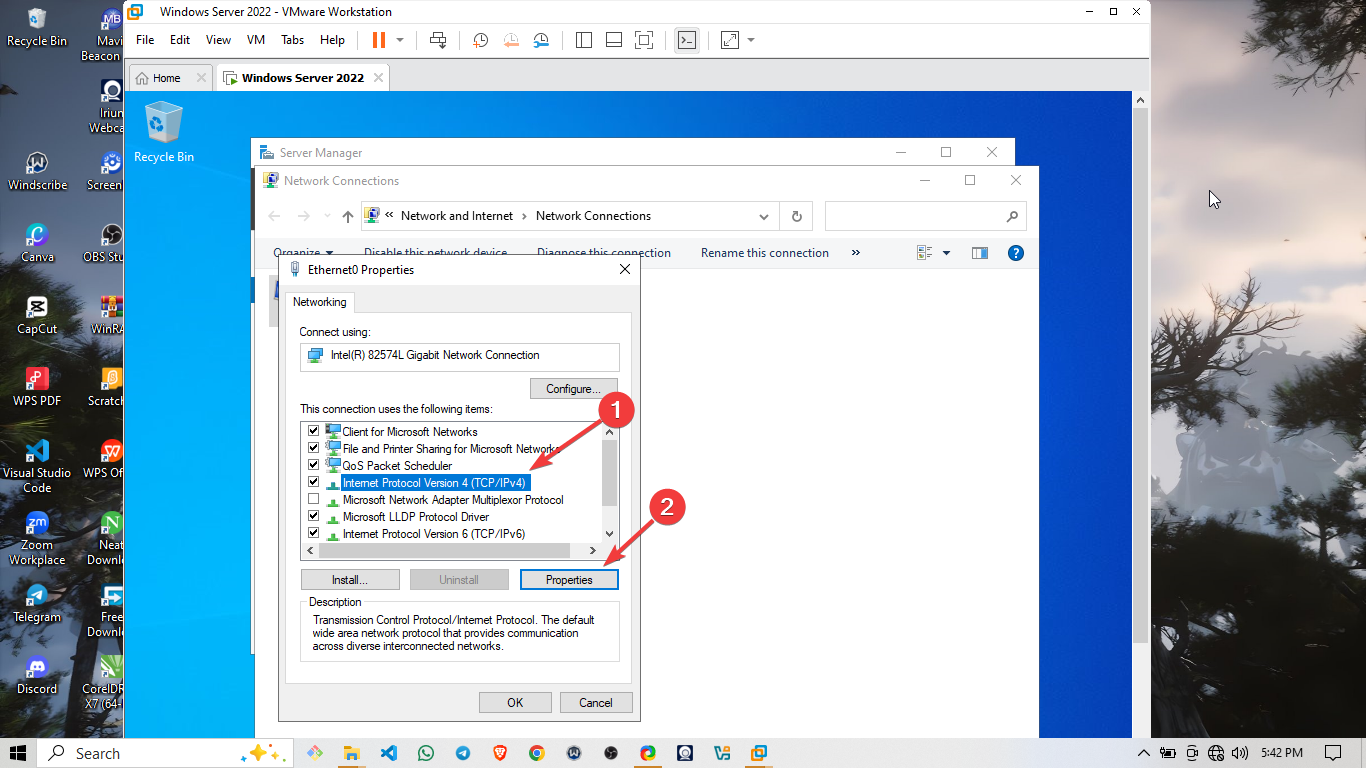 Recycle Bin
Mavi
Beacon
Irium
Webca
Windscribe
Screen
Canva
OBS Stu
CapCut
WinRA
WPS PDF
Scratc
Visual Studio
Code
WPS Of
Zoom
Workplace
Neat
Downl
Telegram
Free
Downl
Discord
CorelDR
X7 (64-
Windows Server 2022 - VMware Workstation
File Edit View VM Tabs Help
Home
Windows Server 2022
Recycle Bin
Server Manager
Network Connections
Network and Internet > Network Connections
Organize Disable this network device Diagnose this connection Rename this connection »
Ethernet0 Properties
Networking
Connect using:
Intel(R) 82574L Gigabit Network Connection
Configure...
This connection uses the following items:
1
Client for Microsoft Networks
File and Printer Sharing for Microsoft Networks
QoS Packet Scheduler
Internet Protocol Version 4 (TCP/IPv4)
Microsoft Network Adapter Multiplexor Protocol
Microsoft LLDP Protocol Driver
Internet Protocol Version 6 (TCP/IPv6)
2
Install... Uninstall Properties
Description
Transmission Control Protocol/Internet Protocol. The default
wide area network protocol that provides communication
across diverse interconnected networks.
OK Cancel
Search
5:42 PM